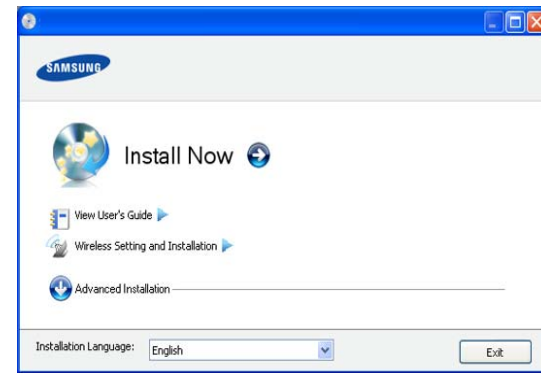 SAMSUNG
Install Now
View User's Guide
Wireless Setting and Installation
Advanced Installation
Installation Language: English
Exit